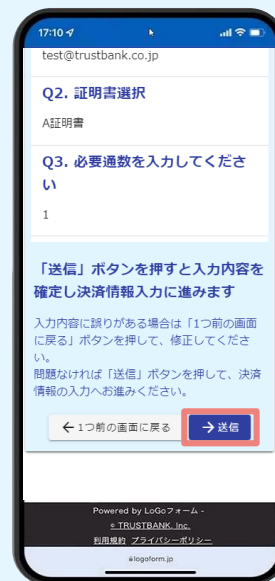 17:10
test@trustbank.co.jp
Q2. 証明書選択
A証明書
Q3. 必要通数を入力してくださ
い
1
「送信」ボタンを押すと入力内容を
確定し決済情報入力に進みます
入力内容に誤りがある場合は「1つ前の画面
に戻る」ボタンを押して、修正してくださ
い。
問題なければ「送信」ボタンを押して、決済
情報の入力へお進みください。
←1つ前の画面に戻る →送信
Powered by LoGoフォーム -
© TRUSTBANK, Inc.
利用規約 プライバシーポリシー
logoform.jp